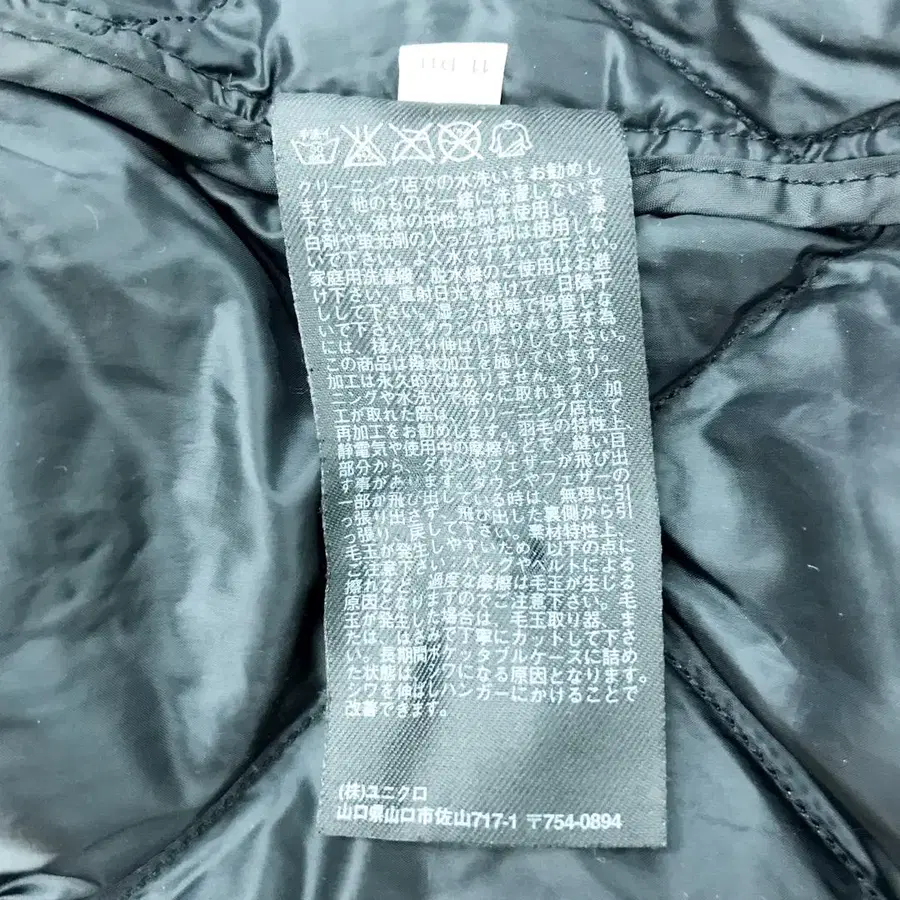 クリーニング店での水洗いをお勧めし
ます。他のものと一緒に洗濯しないで
下さい。液体の中性洗剤を使用し、漂
白剤や蛍光剤の入った洗剤は使用しな
いで下さい。よく水ですすいで下さい。
家庭用洗濯機・脱水機のご使用は避
け下さい。直射日光を避けて日陰に
して下さい。湿った状態で保管しな
いで下さい。ダウンの膨らみを戻す為
には、揉んだり伸ばしたりして下さい。
この商品は撥水加工を施しています。
加工は永久的ではありません。クリー
ニングや水洗いで徐々に取れます。加
工が取れた際は、クリーニング店で
再加工をお勧めします。羽毛の特性上
静電気や使用中の摩擦などで、縫い目
部分から、ダウンやフェザーが飛び出
す事があります。ダウンやフェザーの
一部が飛び出している時は、無理に引
っ張り出さず、飛び出した裏側から引
っ張り戻して下さい。素材特性上、
毛玉が発生しやすいため、以下の点に
ご注意下さい。バッグやベルトによる
擦れなど、過度な摩擦は毛玉が生じる
原因となりますのでご注意下さい。毛
玉が発生した場合は、毛玉取り器、ま
たは、はさみで丁寧にカットして下さ
い。長期間ポケッタブルケースに詰め
た状態は、シワになる原因となります。
シワを伸ばしハンガーにかけることで
改善できます。
(株)ユニクロ
山口県山口市佐山717-1 〒754-0894